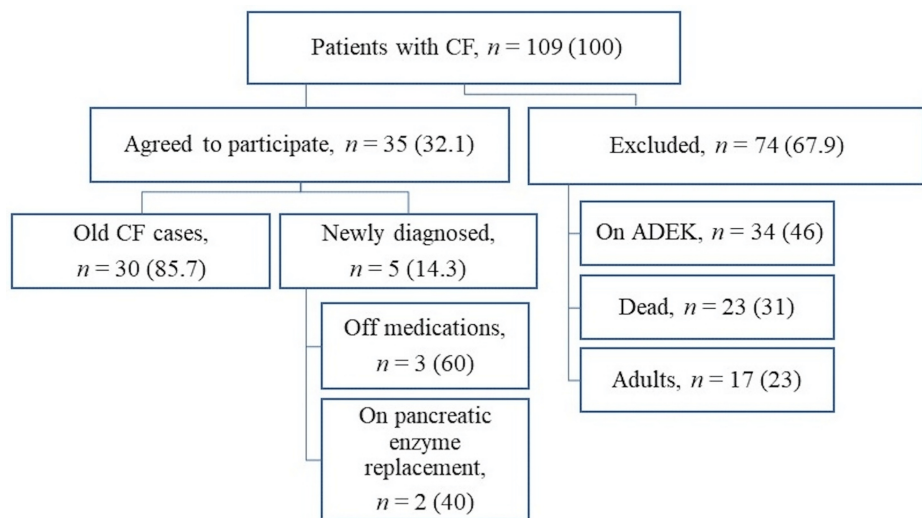 Patients with CF, n = 109 (100)
Agreed to participate, n = 35 (32.1)
Excluded, n = 74 (67.9)
Old CF cases,
n = 30 (85.7)
Newly diagnosed,
n = 5 (14.3)
Off medications,
n = 3 (60)
On pancreatic
enzyme
replacement,
n = 2 (40)
On ADEK, n = 34 (46)
Dead, n = 23 (31)
Adults, n = 17 (23)